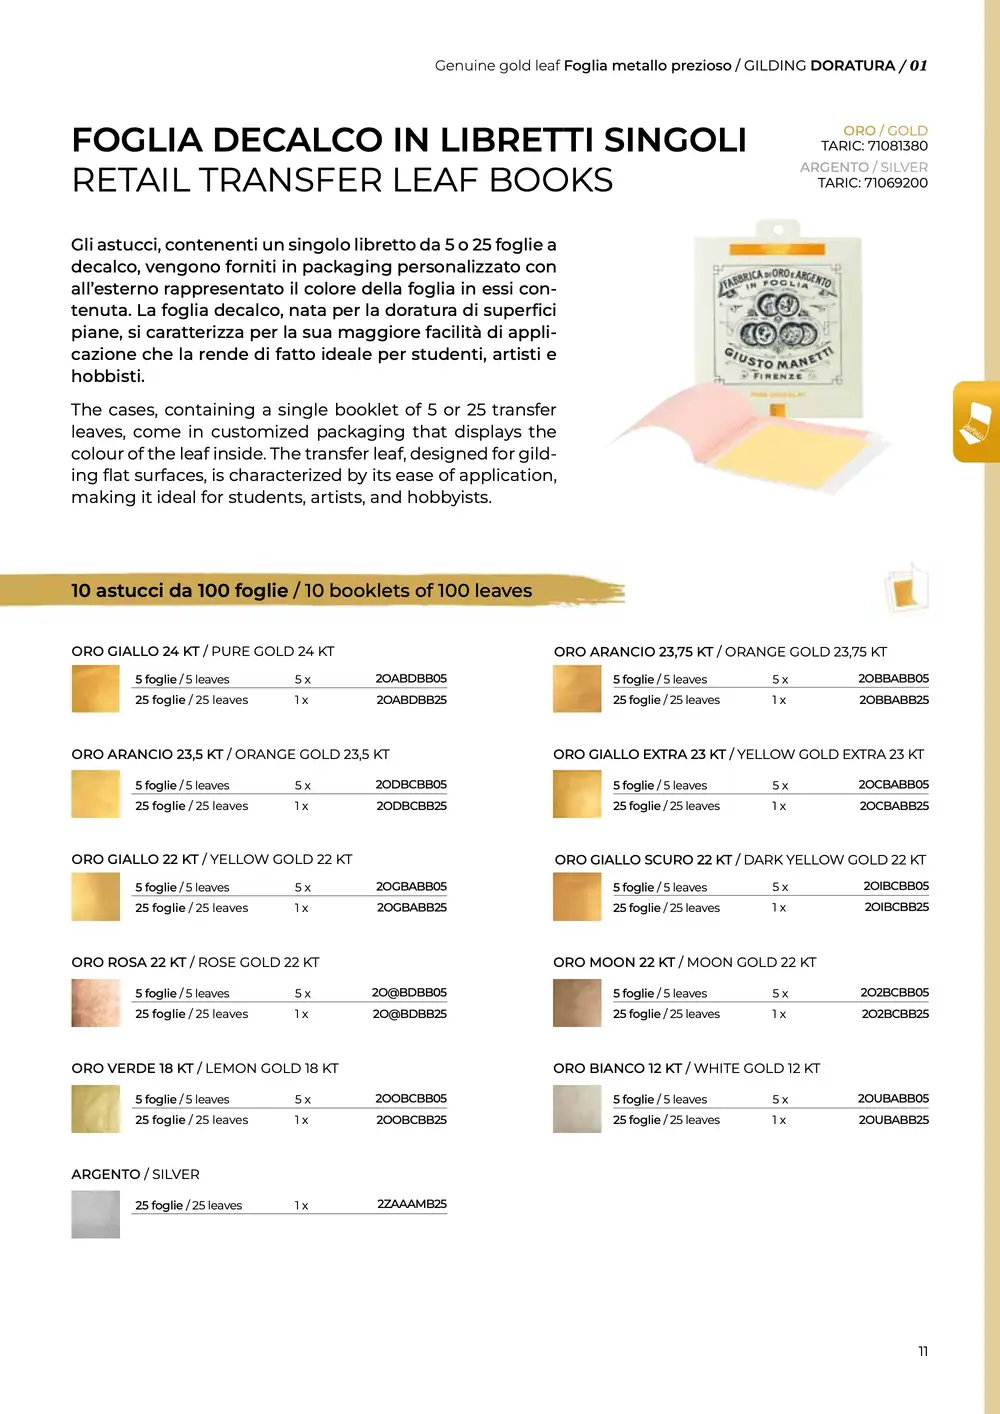 Genuine gold leaf Foglia metallo prezioso / GILDING DORATURA / 01
FOGLIA DECALCO IN LIBRETTI SINGOLI
RETAIL TRANSFER LEAF BOOKS
ORO / GOLD
TARIC: 71081380
ARGENTO / SILVER
TARIC: 71069200
Gli astucci, contenenti un singolo libretto da 5 o 25 foglie a
decalco, vengono forniti in packaging personalizzato con
all'esterno rappresentato il colore della foglia in essi con-
tenuta. La foglia decalco, nata per la doratura di superfici
piane, si caratterizza per la sua maggiore facilità di appli-
cazione che la rende di fatto ideale per studenti, artisti e
hobbisti.
The cases, containing a single booklet of 5 or 25 transfer
leaves, come in customized packaging that displays the
colour of the leaf inside. The transfer leaf, designed for gild-
ing flat surfaces, is characterized by its ease of application,
making it ideal for students, artists, and hobbyists.
FABBRICA DI ORO E ARGENTO
IN FOGLIA
GIUSTO MANETTI
FIRENZE
10 astucci da 100 foglie / 10 booklets of 100 leaves
ORO GIALLO 24 KT / PURE GOLD 24 KT
5 foglie / 5 leaves 5 x 2OABDBB05
25 foglie / 25 leaves 1 x 2OABDBB25
ORO ARANCIO 23,75 KT / ORANGE GOLD 23,75 KT
5 foglie / 5 leaves 5 x 2OBBABB05
25 foglie / 25 leaves 1 x 2OBBABB25
ORO ARANCIO 23,5 KT / ORANGE GOLD 23,5 KT
5 foglie / 5 leaves 5 x 2ODBCBB05
25 foglie / 25 leaves 1 x 2ODBCBB25
ORO GIALLO EXTRA 23 KT / YELLOW GOLD EXTRA 23 KT
5 foglie / 5 leaves 5 x 2OCBABB05
25 foglie / 25 leaves 1 x 2OCBABB25
ORO GIALLO 22 KT / YELLOW GOLD 22 KT
5 foglie / 5 leaves 5 x 2OGBABB05
25 foglie / 25 leaves 1 x 2OGBABB25
ORO GIALLO SCURO 22 KT / DARK YELLOW GOLD 22 KT
5 foglie / 5 leaves 5 x 2OIBCBB05
25 foglie / 25 leaves 1 x 2OIBCBB25
ORO ROSA 22 KT / ROSE GOLD 22 KT
5 foglie / 5 leaves 5 x 2O@BDBB05
25 foglie / 25 leaves 1 x 2O@BDBB25
ORO MOON 22 KT / MOON GOLD 22 KT
5 foglie / 5 leaves 5 x 2O2BCBB05
25 foglie / 25 leaves 1 x 2O2BCBB25
ORO VERDE 18 KT / LEMON GOLD 18 KT
5 foglie / 5 leaves 5 x 2OOBCBB05
25 foglie / 25 leaves 1 x 2OOBCBB25
ORO BIANCO 12 KT / WHITE GOLD 12 KT
5 foglie / 5 leaves 5 x 2OUBABB05
25 foglie / 25 leaves 1 x 2OUBABB25
ARGENTO / SILVER
25 foglie / 25 leaves 1 x 2ZAAAMB25
11